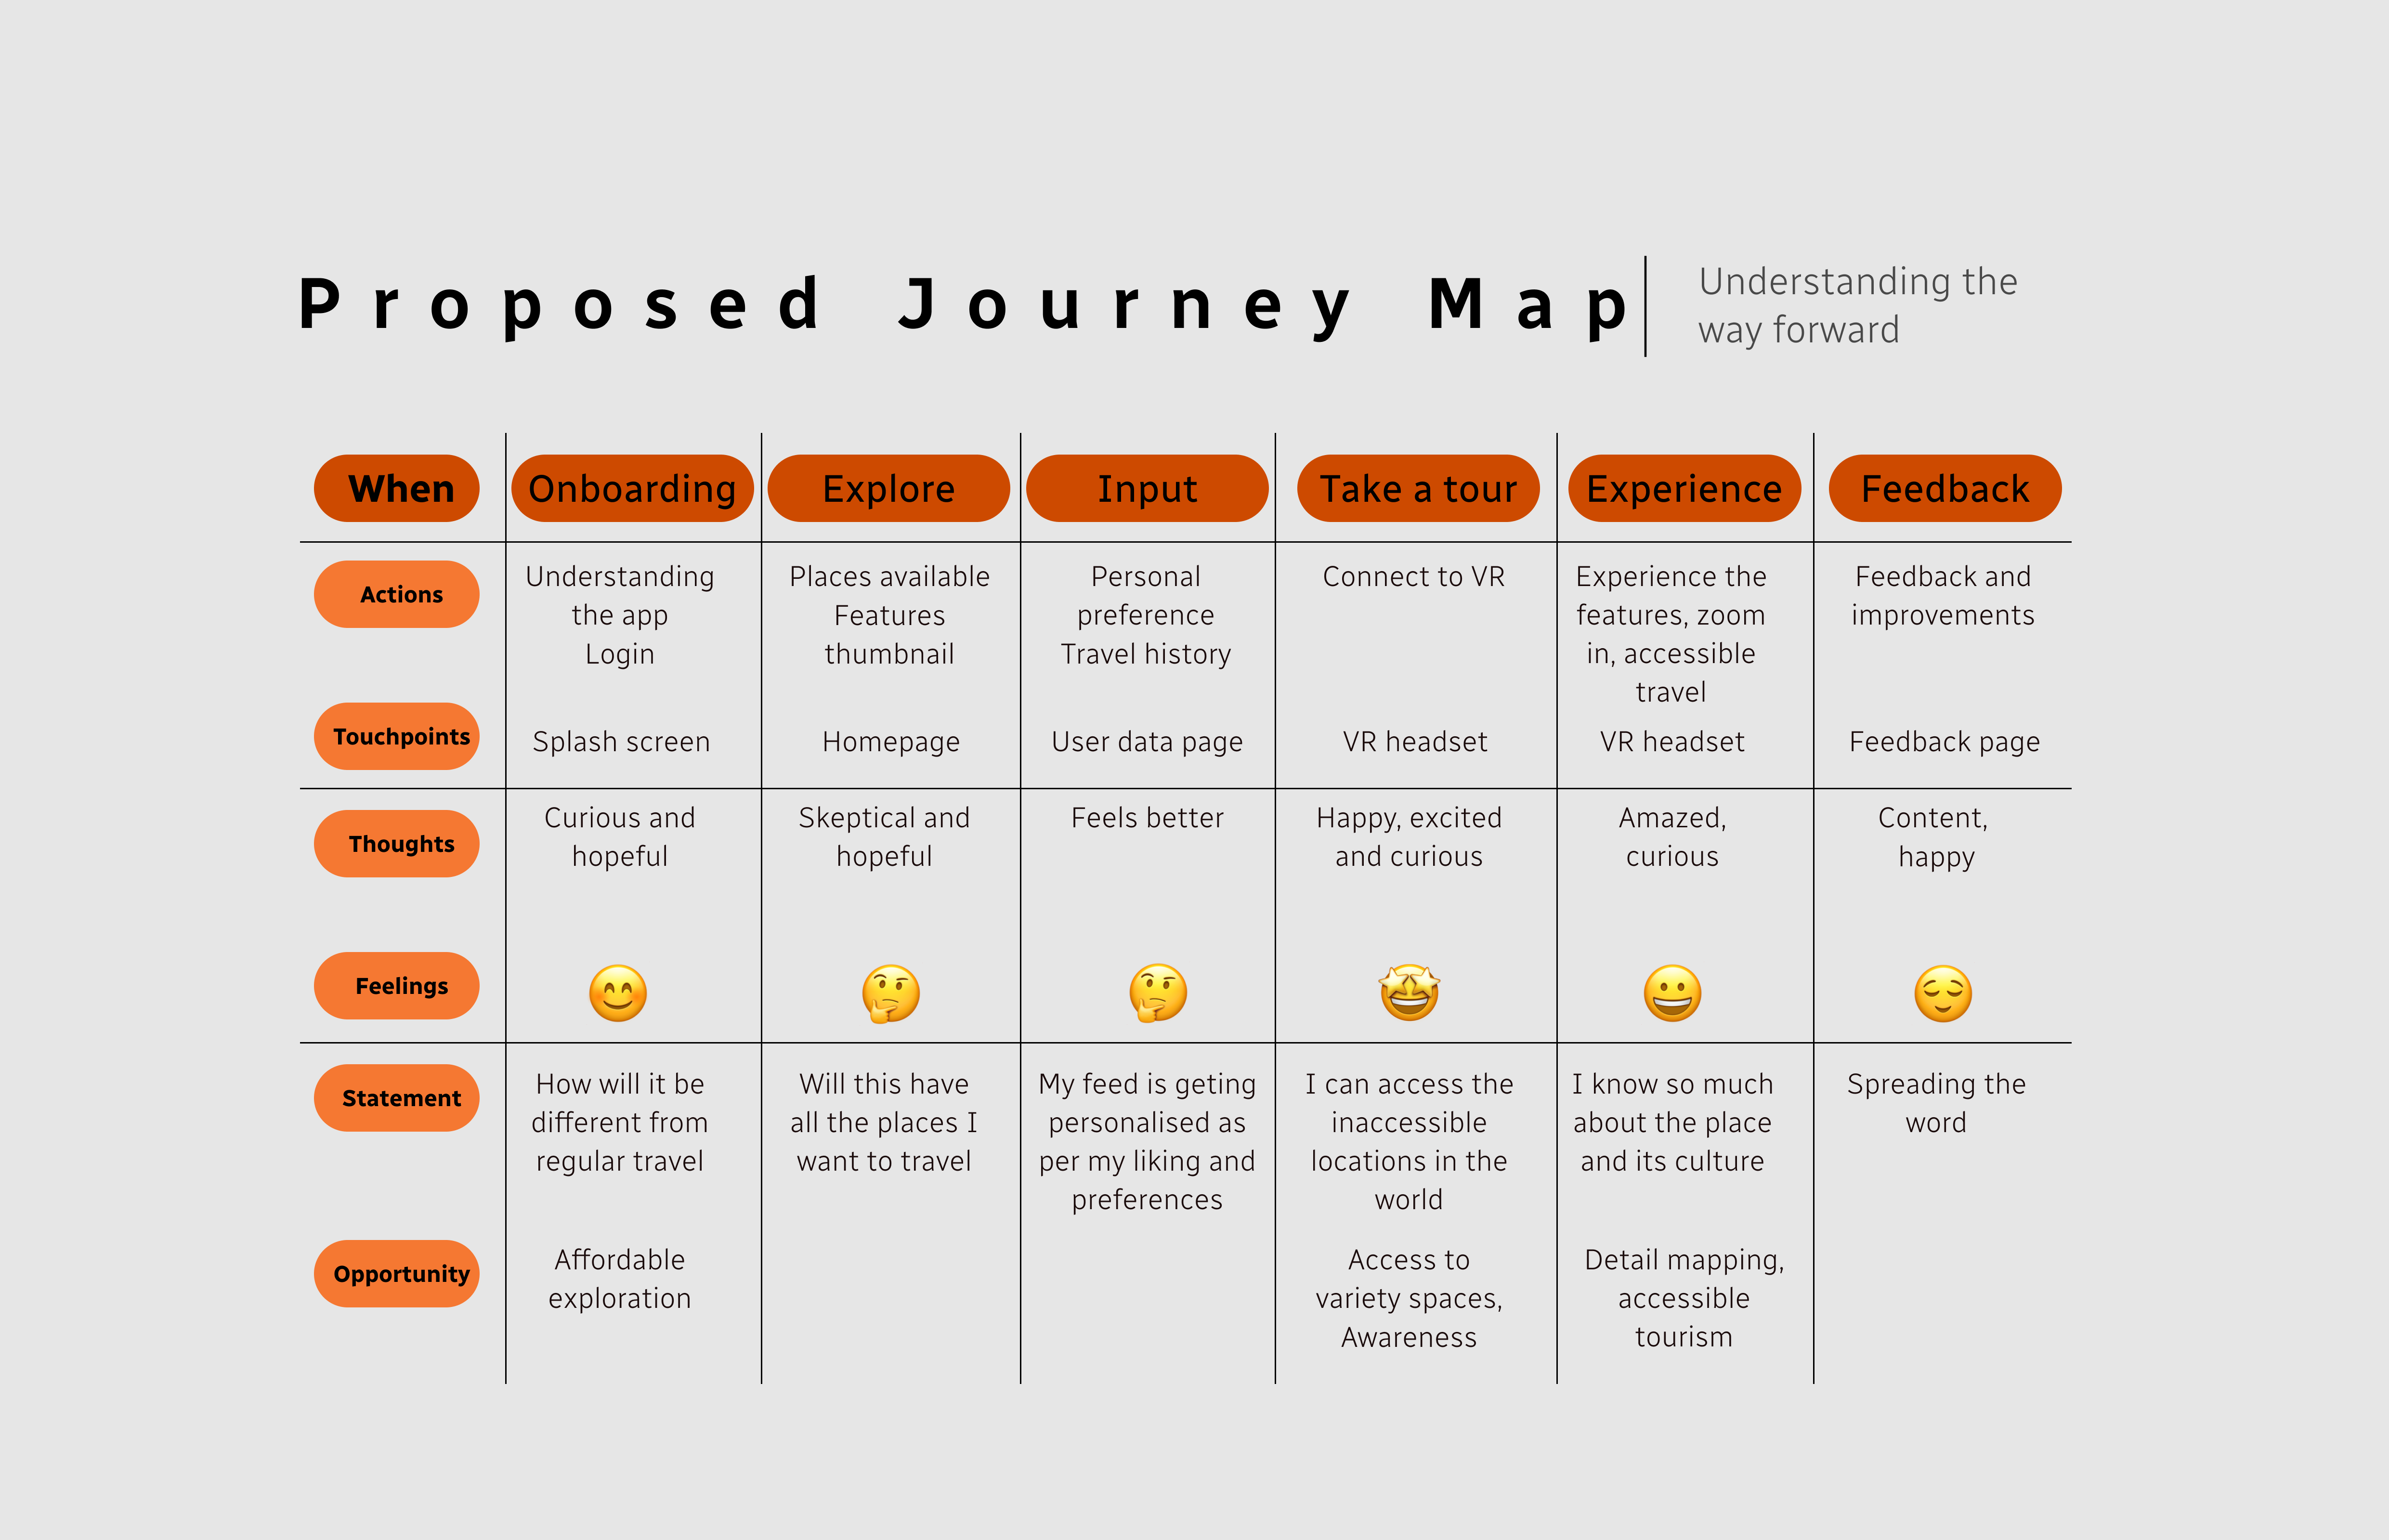 Proposed Journey Map
Understanding the
way forward
When
Onboarding
Explore
Input
Take a tour
Experience
Feedback
Actions
Understanding
the app
Login
Places available
Features
thumbnail
Personal
preference
Travel history
Connect to VR
Experience the
features, zoom
in, accessible
travel
Feedback and
improvements
Touchpoints
Splash screen
Homepage
User data page
VR headset
VR headset
Feedback page
Thoughts
Curious and
hopeful
Skeptical and
hopeful
Feels better
Happy, excited
and curious
Amazed,
curious
Content,
happy
Feelings
Statement
How will it be
different from
regular travel
Will this have
all the places I
want to travel
My feed is geting
personalised as
per my liking and
preferences
I can access the
inaccessible
locations in the
world
I know so much
about the place
and its culture
Spreading the
word
Opportunity
Affordable
exploration
Access to
variety spaces,
Awareness
Detail mapping,
accessible
tourism